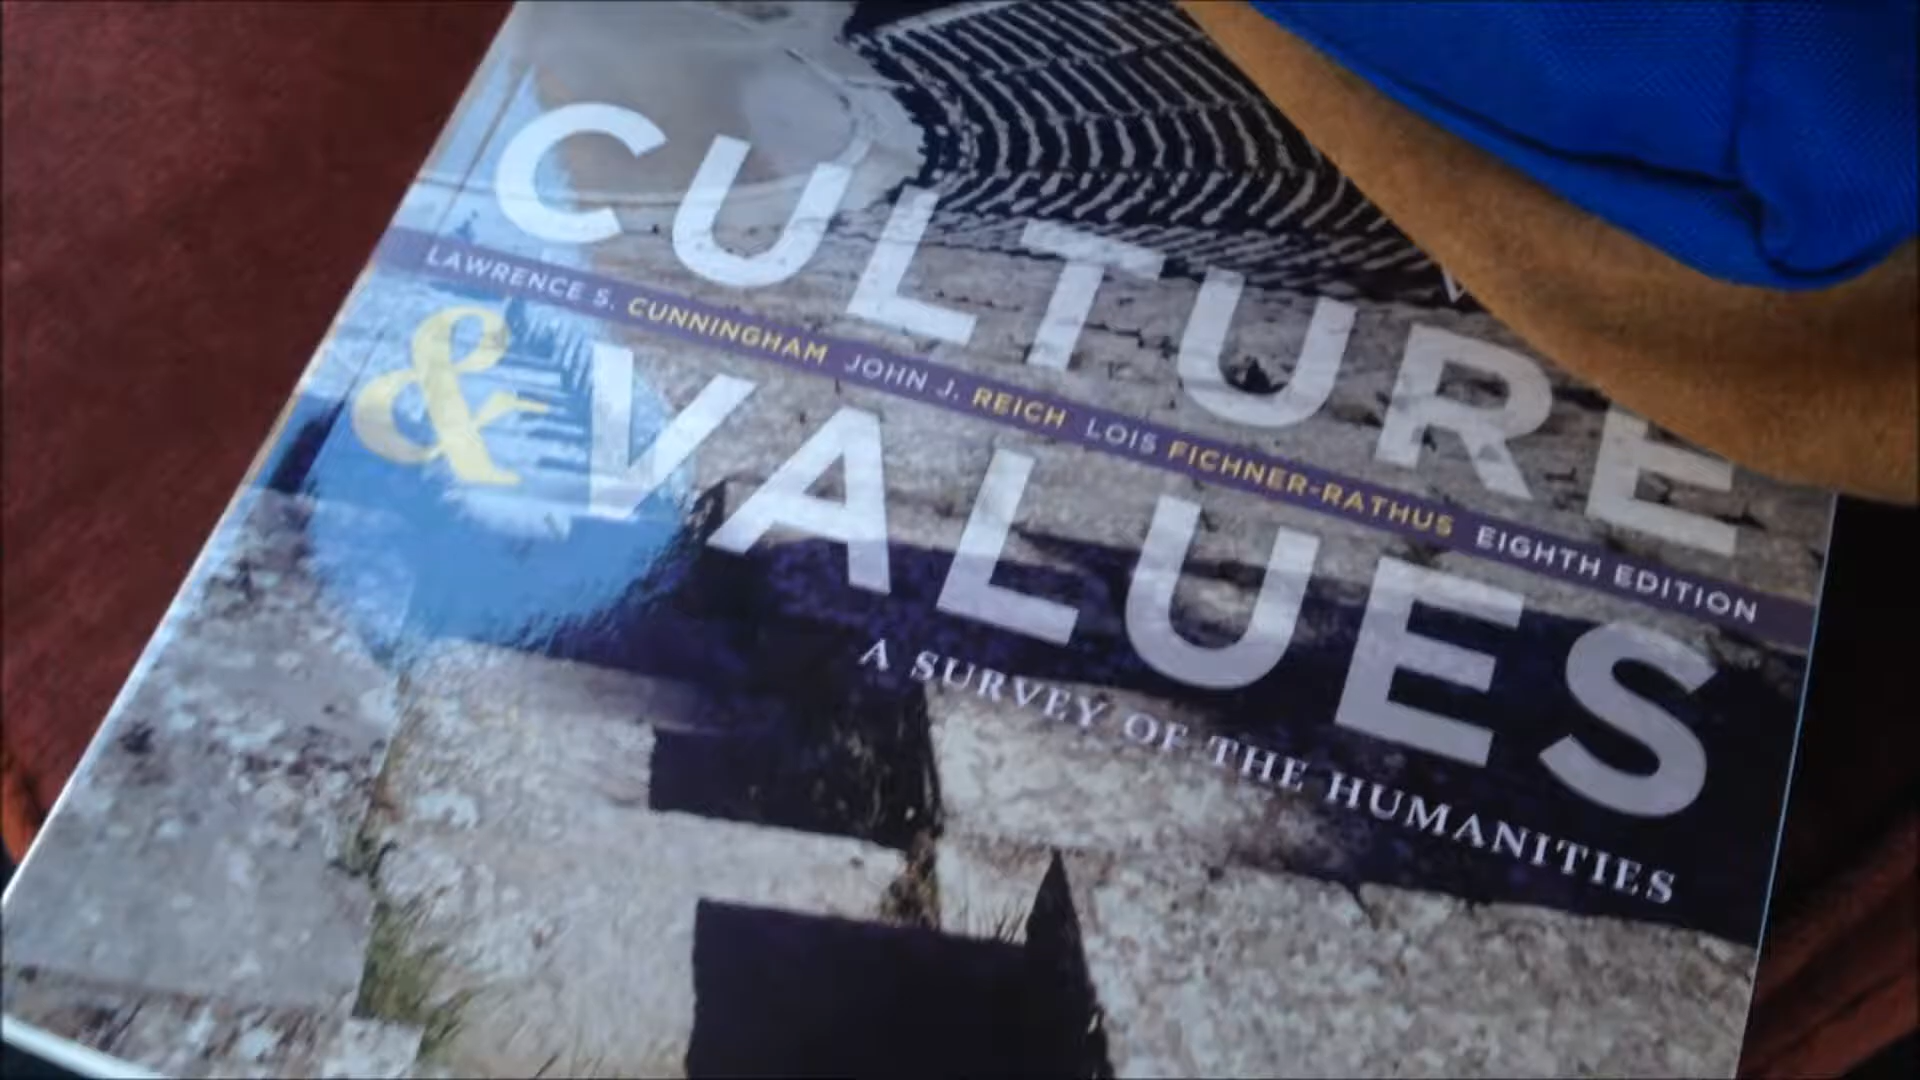 CULTURE
LAWRENCE S. CUNNINGHAM JOHN J. REICH LOIS FICHNER-RATHUS EIGHTH EDITION
& VALUES
A SURVEY OF THE HUMANITIES